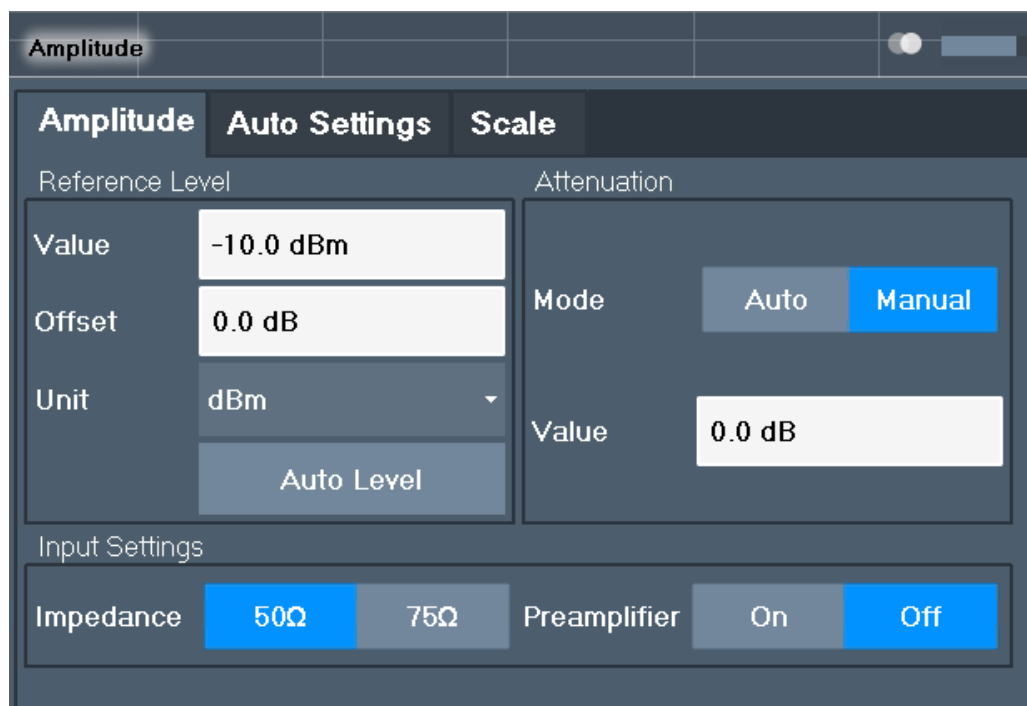 Amplitude
Amplitude Auto Settings Scale
Reference Level
Value -10.0 dBm
Offset 0.0 dB
Unit dBm
Auto Level
Attenuation
Mode Auto Manual
Value 0.0 dB
Input Settings
Impedance 50Ω 75Ω Preamplifier On Off